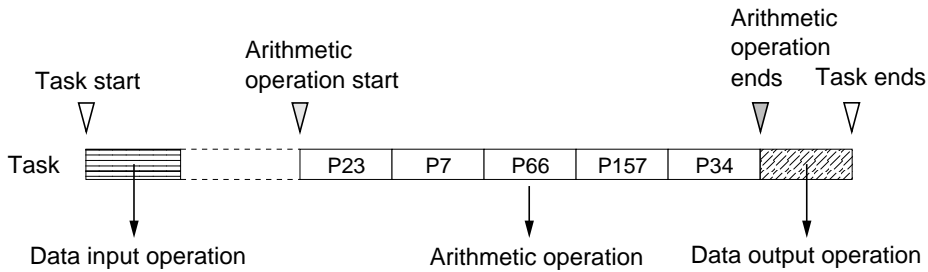 Arithmetic
operation start
Arithmetic
operation
ends
Task start
Task ends
Task
P23
P7
P66
P157
P34
Data input operation
Arithmetic operation
Data output operation